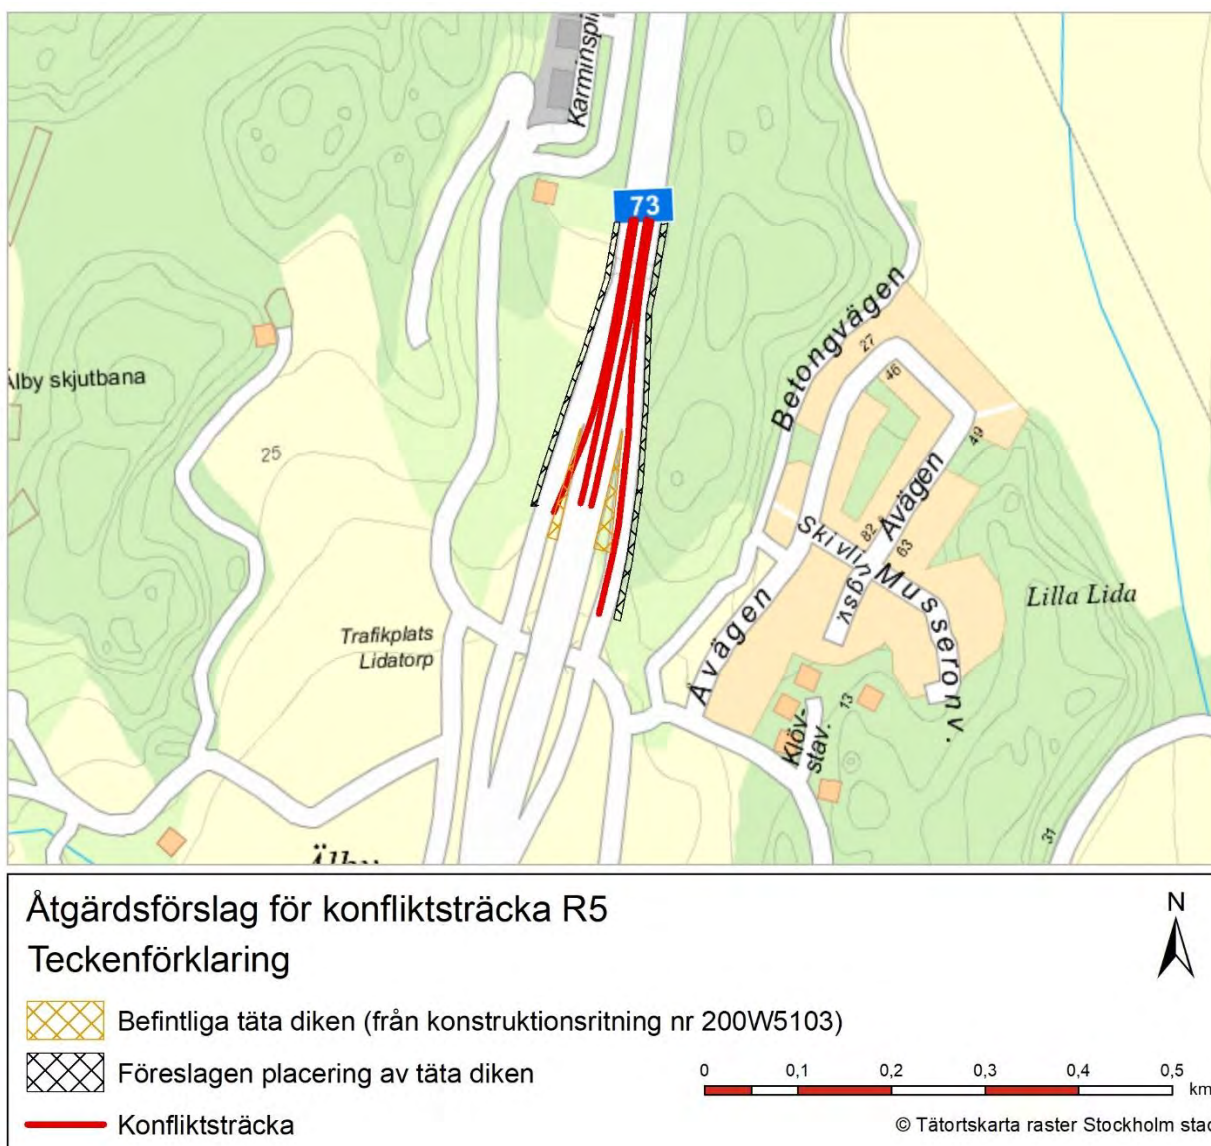 Karminspi
73
Betongvägen
27
46
49
Älby skjutbana
25
Åvägen
82
63
Skivlingsv.
Musseronv.
Lilla Lida
Trafikplats
Lidatorp
Åvägen
Klöv-
stav.
13
31
Älby
Åtgärdsförslag för konfliktsträcka R5
N
Teckenförklaring
Befintliga täta diken (från konstruktionsritning nr 200W5103)
Föreslagen placering av täta diken
0 0,1 0,2 0,3 0,4 0,5
km
Konfliktsträcka
© Tätortskarta raster Stockholm stad